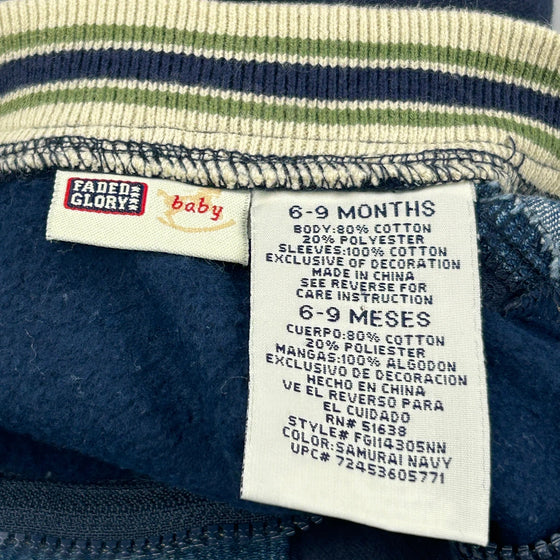 FADED
GLORY
baby
6-9 MONTHS
BODY:80% COTTON
20% POLYESTER
SLEEVES:100% COTTON
EXCLUSIVE OF DECORATION
MADE IN CHINA
SEE REVERSE FOR
CARE INSTRUCTION
6-9 MESES
CUERPO:80% COTTON
20% POLIESTER
MANGAS:100% ALGODON
EXCLUSIVO DE DECORATION
HECHO EN CHINA
VE EL REVERSO PARA
EL CUIDADO
RN# 51638
STYLE# FG114305NN
COLOR:SAMURAI NAVY
UPC# 72453605771